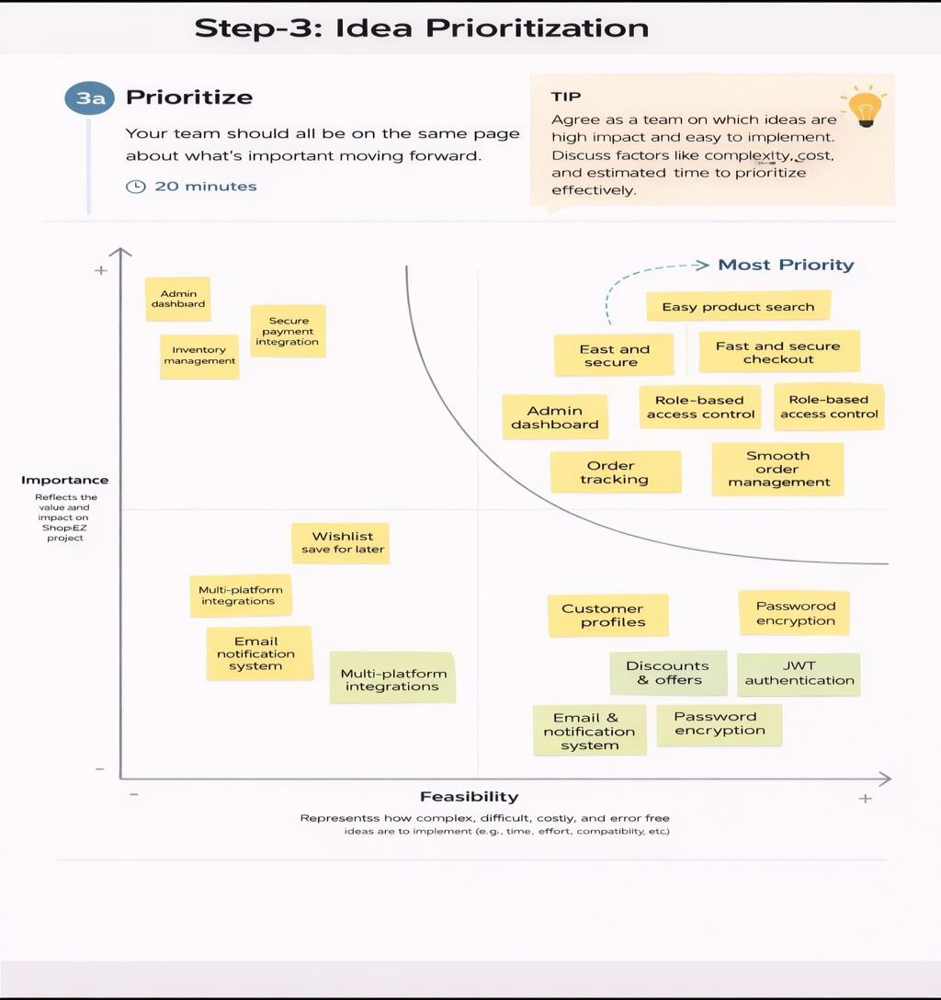 Step-3: Idea Prioritization
3a
Prioritize
Your team should all be on the same page
about what's important moving forward.
20 minutes
TIP
Agree as a team on which ideas are
high impact and easy to implement.
Discuss factors like complexity, cost,
and estimated time to prioritize
effectively.
+
Admin
dashbıard
Secure
payment
integration
Inventory
management
Most Priority
Easy product search
East and
secure
Fast and secure
checkout
Admin
dashboard
Role-based
access control
Role-based
access control
Order
tracking
Smooth
order
management
Importance
Reflects the
value and
impact on
ShopEZ
project
Wishlist
save for later
Multi-platform
integrations
Email
notification
system
Multi-platform
integrations
Customer
profiles
Passworod
encryption
Discounts
& offers
JWT
authentication
Email &
notification
system
Password
encryption
−
−
Feasibility
+
Representss how complex, difficult, costiy, and error free
ideas are to implement (e.g., time, effort, compatiblity, etc)